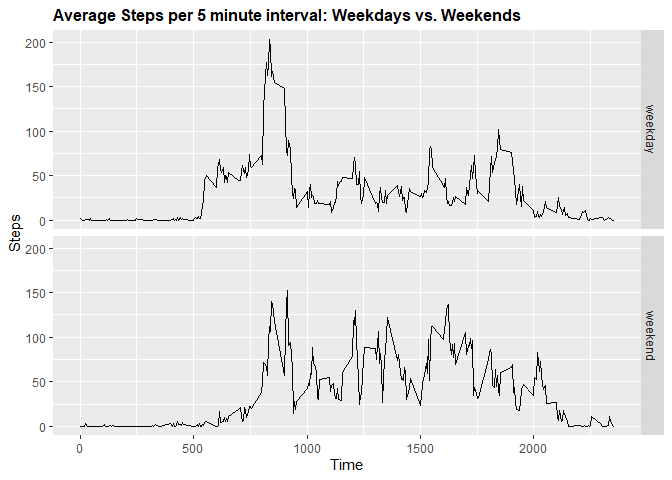 Average Steps per 5 minute interval: Weekdays vs. Weekends
200
150
100
50
0
weekday
200
150
100
50
0
weekend
Steps
0 500 1000 1500 2000
Time